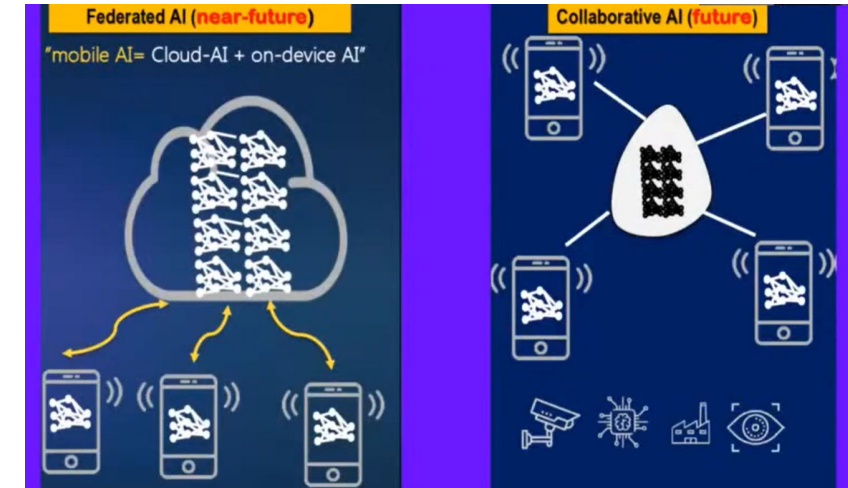 Federated AI (near-future)
"mobile AI= Cloud-AI + on-device AI"
Collaborative AI (future)